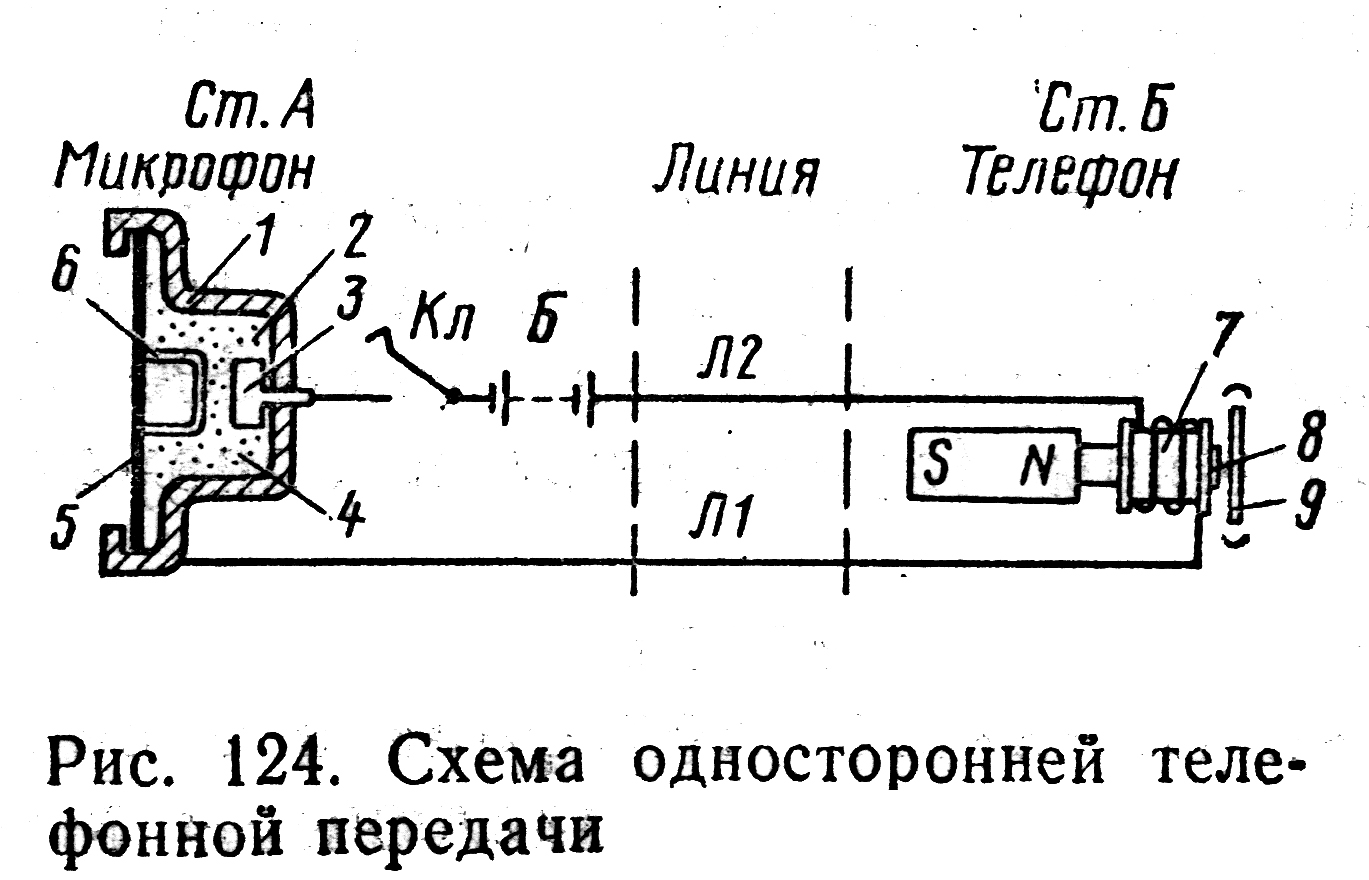 Ст. А
Ст. Б
Микрофон
Линия
Телефон
1
2
6
3
Кл
Б
Л2
7
8
S N
5
4
Л1
9
Рис. 124. Схема односторонней теле-
фонной передачи